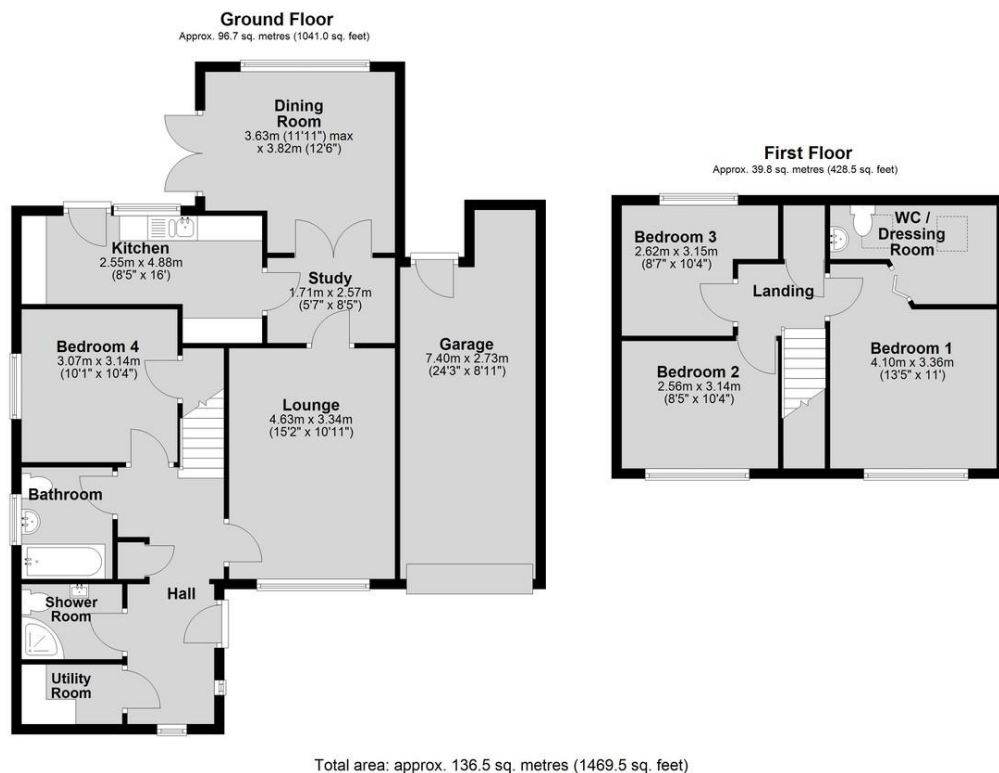 Ground Floor
Approx. 96.7 sq. metres (1041.0 sq. feet)
Dining
Room
3.63m (11'11") max
x 3.82m (12'6")
Kitchen
2.55m x 4.88m
(8'5" x 16')
Study
1.71m x 2.57m
(5'7" x 8'5")
Bedroom 4
3.07m x 3.14m
(10'1" x 10'4")
Lounge
4.63m x 3.34m
(15'2" x 10'11")
Garage
7.40m x 2.73m
(24'3" x 8'11")
Bathroom
Hall
Shower
Room
Utility
Room
First Floor
Approx. 39.8 sq. metres (428.5 sq. feet)
Bedroom 3
2.62m x 3.15m
(8'7" x 10'4")
WC /
Dressing
Room
Landing
Bedroom 2
2.56m x 3.14m
(8'5" x 10'4")
Bedroom 1
4.10m x 3.36m
(13'5" x 11')
Total area: approx. 136.5 sq. metres (1469.5 sq. feet)